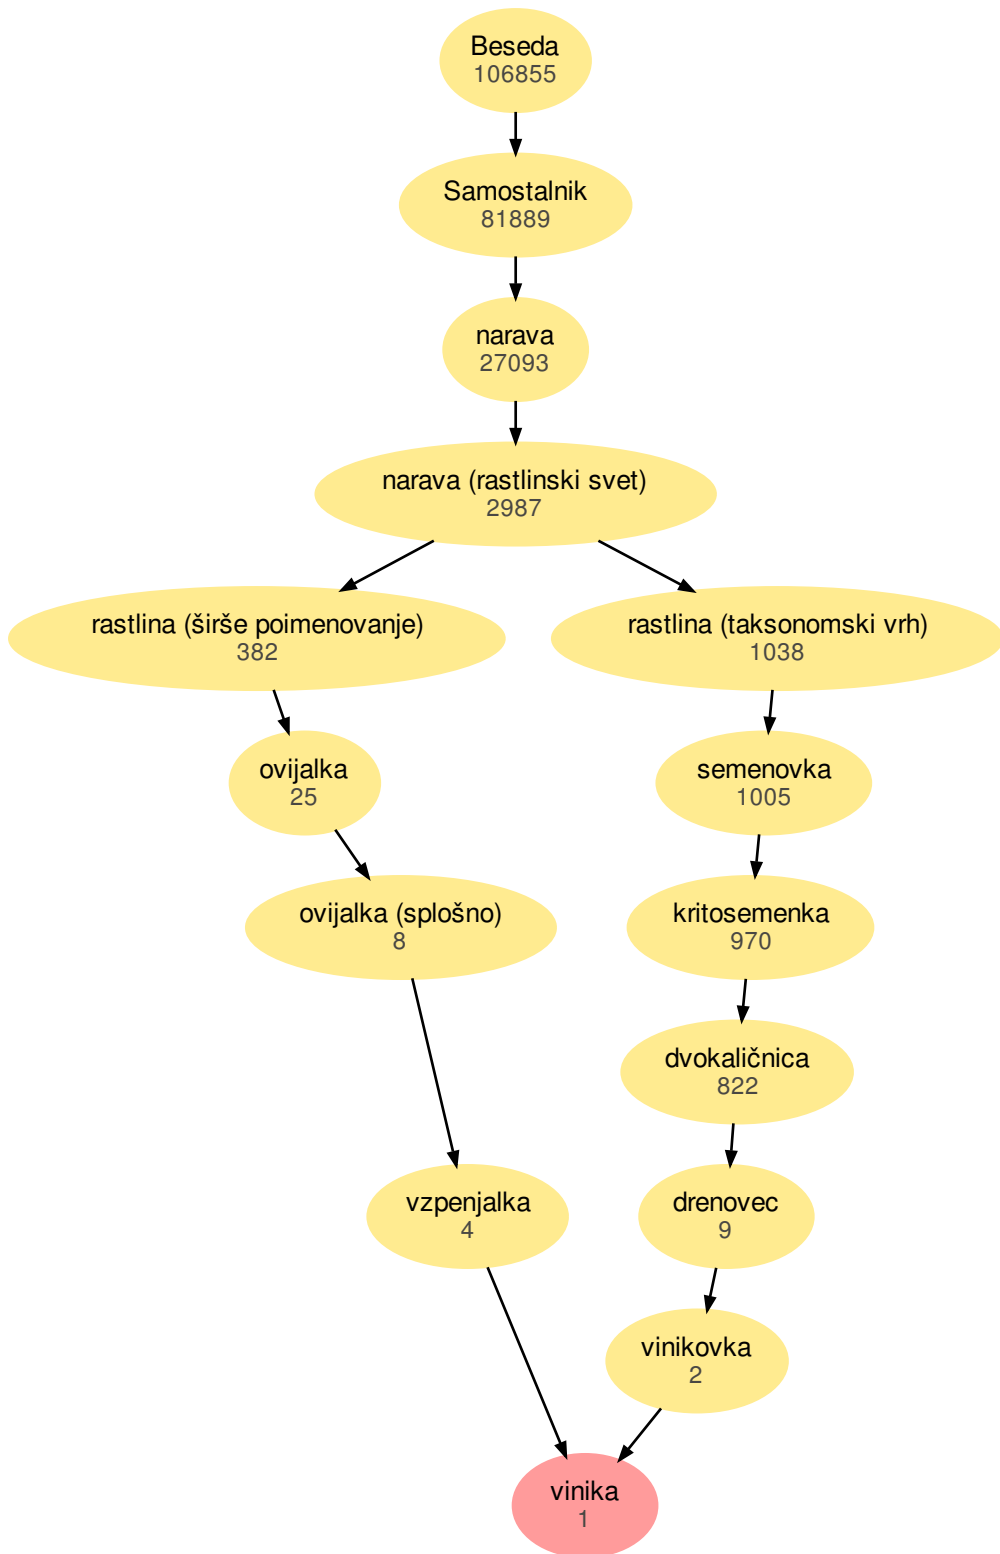 Beseda
106855
Samostalnik
81889
narava
27093
narava (rastlinski svet)
2987
rastlina (širše poimenovanje)
382
rastlina (taksonomski vrh)
1038
ovijalka
25
semenovka
1005
ovijalka (splošno)
8
kritosemenka
970
dvokaličnica
822
vzpenjalka
4
drenovec
9
vinikovka
2
vinika
1